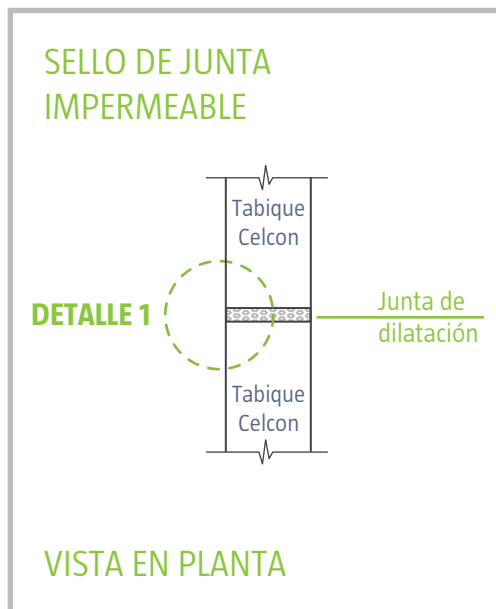 SELLO DE JUNTA
IMPERMEABLE
Tabique
Celcon
DETALLE 1
Junta de
dilatación
Tabique
Celcon
VISTA EN PLANTA